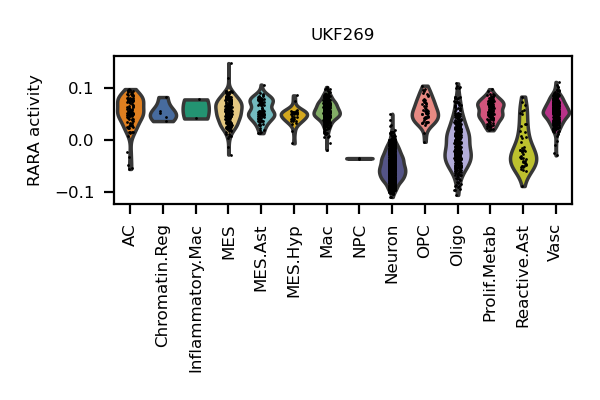 UKF269
RARA activity
0.1
0.0
−0.1
AC
Chromatin.Reg
Inflammatory.Mac
MES
MES.Ast
MES.Hyp
Mac
NPC
Neuron
OPC
Oligo
Prolif.Metab
Reactive.Ast
Vasc